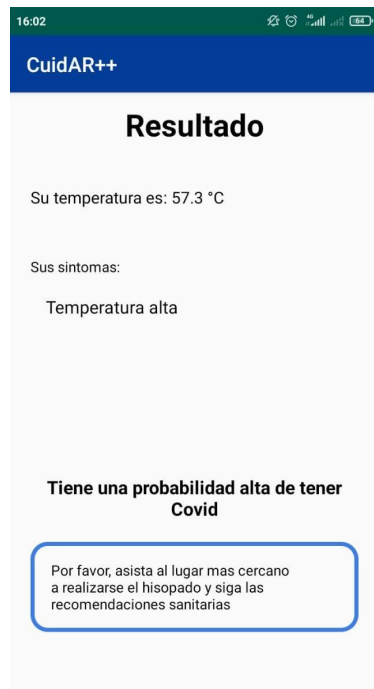 16:02
4G
64
CuidAR++
Resultado
Su temperatura es: 57.3 °C
Sus sintomas:
Temperatura alta
Tiene una probabilidad alta de tener
Covid
Por favor, asista al lugar mas cercano
a realizarse el hisopado y siga las
recomendaciones sanitarias